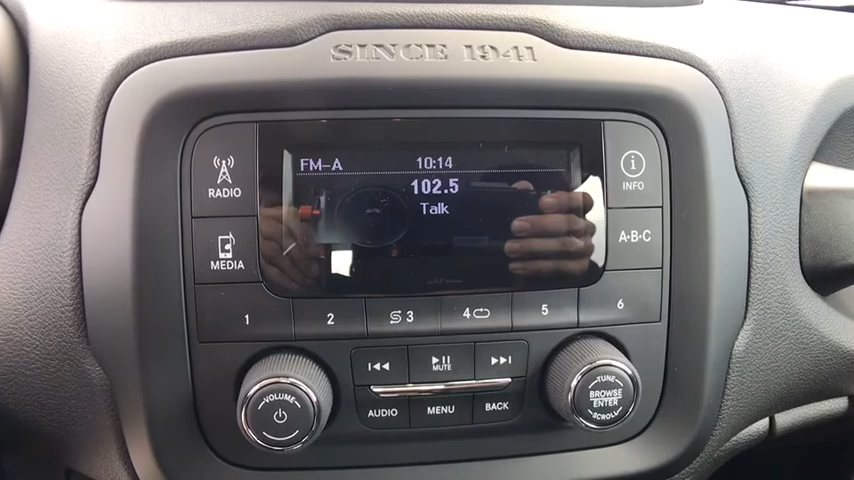 SINCE 1941
RADIO
FM-A 10:14
102.5
Talk
i
INFO
MEDIA
A•B•C
1
2
3
4
5
6
MUTE
AUDIO
MENU
BACK
VOLUME
TUNE
BROWSE
ENTER
SCROLL